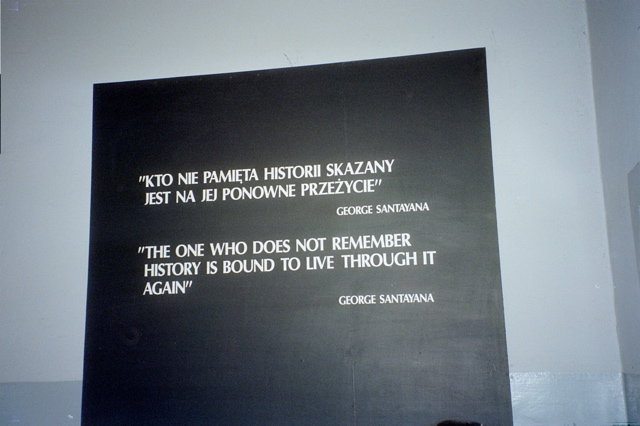 "KTO NIE PAMIĘTA HISTORII SKAZANY
JEST NA JEJ PONOWNE PRZEŻYCIE"
GEORGE SANTAYANA
"THE ONE WHO DOES NOT REMEMBER
HISTORY IS BOUND TO LIVE THROUGH IT
AGAIN"
GEORGE SANTAYANA